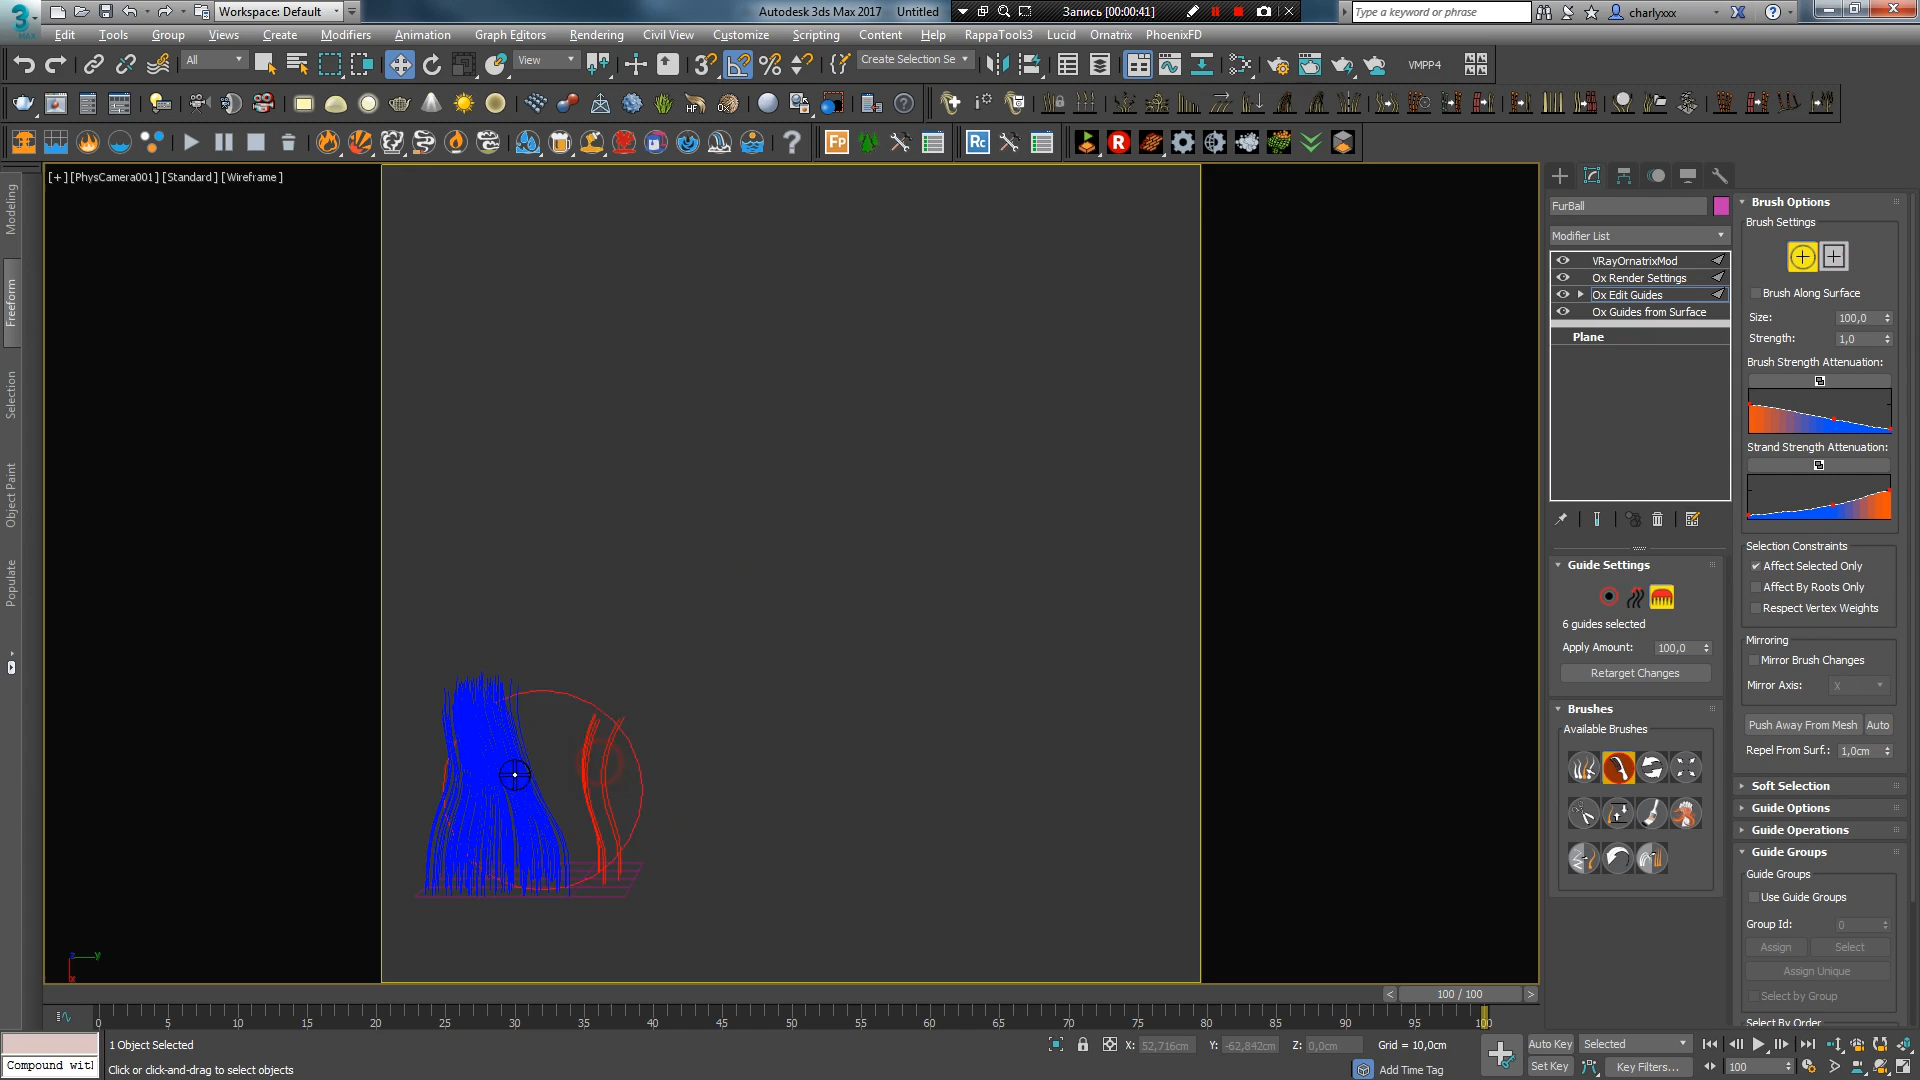 Workspace: Default
Autodesk 3ds Max 2017 Untitled
Запись [00:00:41]
Type a keyword or phrase
charlyxxx
3 MAX
Edit Tools Group Views Create Modifiers Animation Graph Editors Rendering Civil View Customize Scripting Content Help RappaTools3 Lucid Ornatrix PhoenixFD
All
View
Create Selection Se
VMPP4
HF
Fp
Rc
R
[+] [PhysCamera001] [Standard] [Wireframe]
Modeling
Freeform
Selection
Object Paint
Populate
FurBall
Modifier List
VRayOrnatrixMod
Ox Render Settings
Ox Edit Guides
Ox Guides from Surface
Plane
Guide Settings
6 guides selected
Apply Amount: 100,0
Retarget Changes
Brushes
Available Brushes
Brush Options
Brush Settings
Brush Along Surface
Size: 100,0
Strength: 1,0
Brush Strength Attenuation:
Strand Strength Attenuation:
Selection Constraints
Affect Selected Only
Affect By Roots Only
Respect Vertex Weights
Mirroring
Mirror Brush Changes
Mirror Axis: X
Push Away From Mesh Auto
Repel From Surf.: 1,0cm
Soft Selection
Guide Options
Guide Operations
Guide Groups
Guide Groups
Use Guide Groups
Group Id: 0
Assign Select
Assign Unique
Select by Group
Select By Order
z y
x
< 100 / 100 >
0 5 10 15 20 25 30 35 40 45 50 55 60 65 70 75 80 85 90 95 100
1 Object Selected
X: 52,716cm Y: -62,842cm Z: 0,0cm Grid = 10,0cm
Auto Key Selected
Compound wit
Click or click-and-drag to select objects
Add Time Tag
Set Key Key Filters... 100